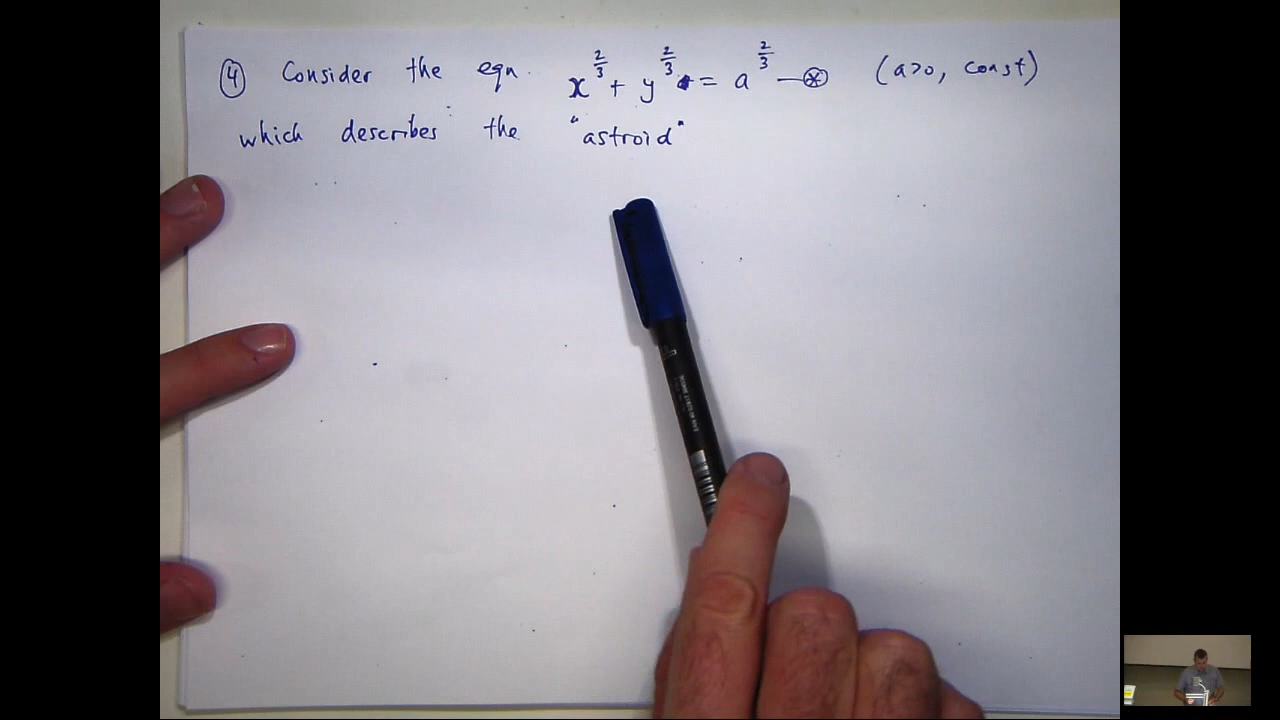 ④ Consider the eqn. x^{2/3} + y^{2/3} = a^{2/3} —⊛ (a>0, const)
which describes the "astroid"